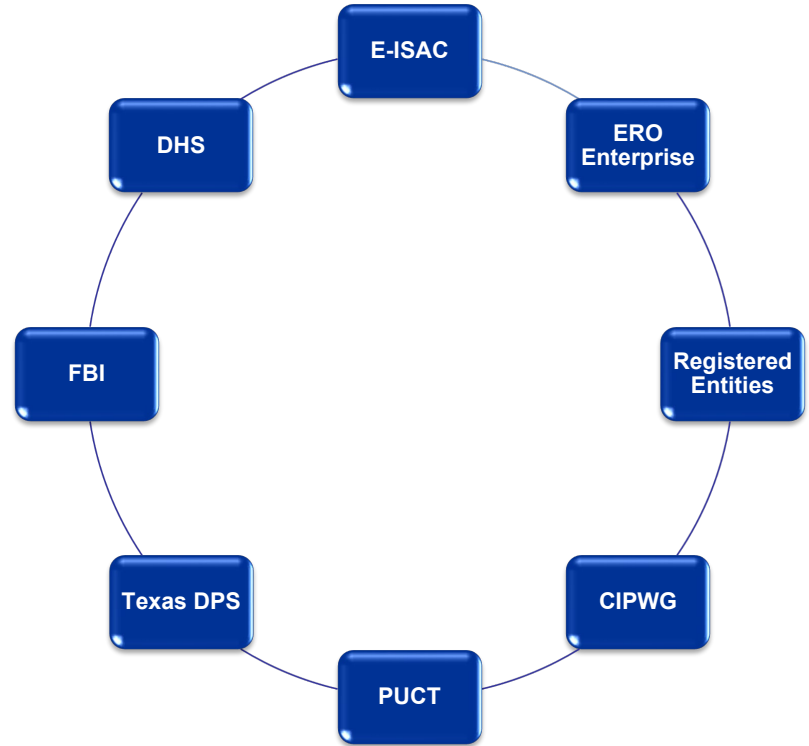 E-ISAC
ERO
Enterprise
Registered
Entities
CIPWG
PUCT
Texas DPS
FBI
DHS